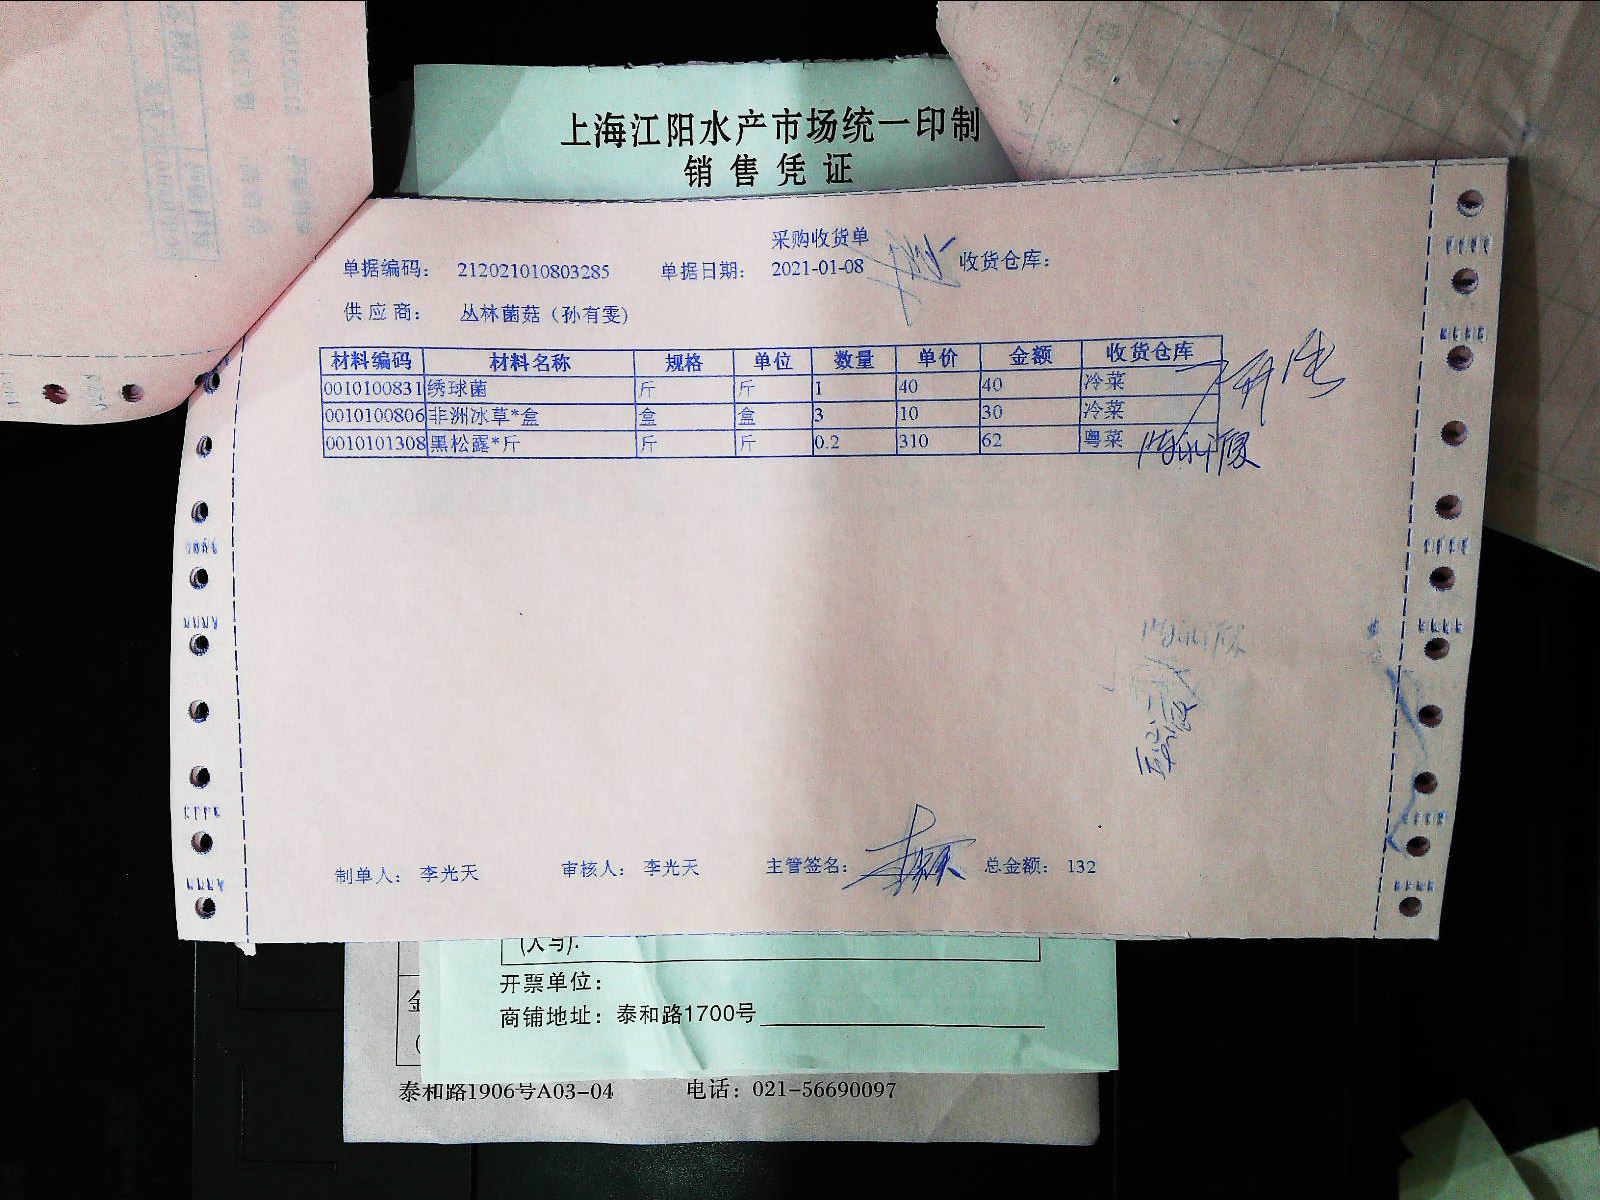 上海江阳水产市场统一印制
销售凭证
采购收货单
单据编码： 212021010803285 单据日期： 2021-01-08 收货仓库：
供应商： 丛林菌菇（孙有雯)
材料编码 材料名称 规格 单位 数量 单价 金额 收货仓库
0010100831 绣球菌 斤 斤 1 40 40 冷菜
0010100806 非洲冰草*盒 盒 盒 3 10 30 冷菜
0010101308 黑松露*斤 斤 斤 0.2 310 62 粤菜
制单人： 李光天 审核人： 李光天 主管签名： 总金额： 132
开票单位：
商铺地址：泰和路1700号
泰和路1906号A03-04 电话：021-56690097